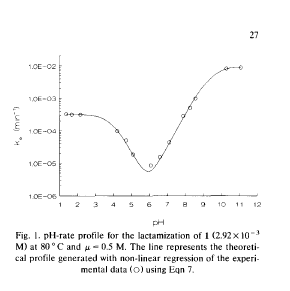 27
1.0E-02
1.0E-03
1.0E-04
1.0E-05
1.0E-06
(min⁻¹)
1 2 3 4 5 6 7 8 9 10 11 12
pH
Fig. 1. pH-rate profile for the lactamization of 1 (2.92×10⁻³
M) at 80 °C and μ = 0.5 M. The line represents the theoreti-
cal profile generated with non-linear regression of the experi-
mental data (○) using Eqn 7.